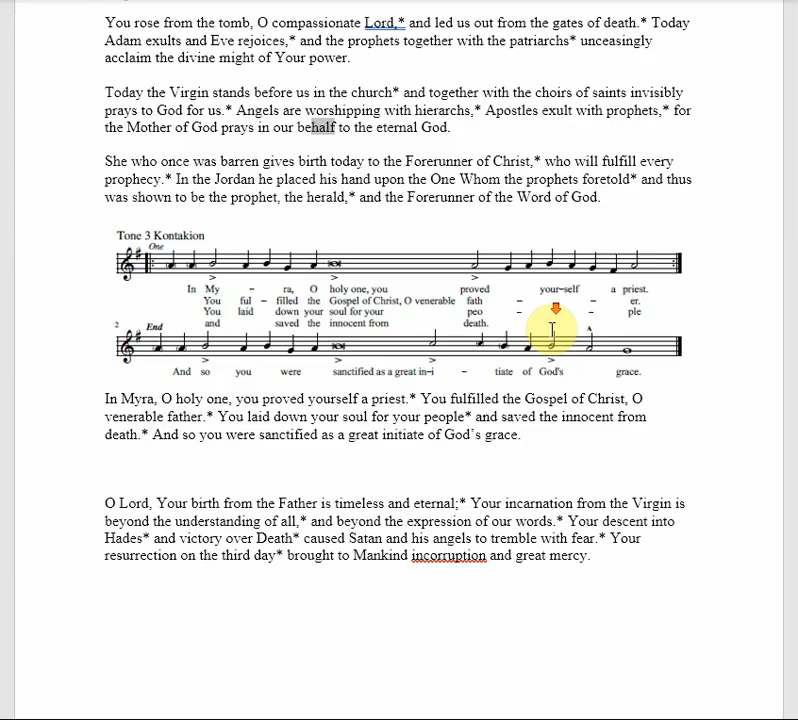 You rose from the tomb, O compassionate Lord,* and led us out from the gates of death.* Today
Adam exults and Eve rejoices,* and the prophets together with the patriarchs* unceasingly
acclaim the divine might of Your power.
Today the Virgin stands before us in the church* and together with the choirs of saints invisibly
prays to God for us.* Angels are worshipping with hierarchs,* Apostles exult with prophets,* for
the Mother of God prays in our behalf to the eternal God.
She who once was barren gives birth today to the Forerunner of Christ,* who will fulfill every
prophecy.* In the Jordan he placed his hand upon the One Whom the prophets foretold* and thus
was shown to be the prophet, the herald,* and the Forerunner of the Word of God.
Tone 3 Kontakion
One
In My - ra, O holy one, you proved your-self a priest.
You ful - filled the Gospel of Christ, O venerable fath - - er.
You laid down your soul for your peo - - ple
2 End and saved the innocent from death.
And so you were sanctified as a great in-i - tiate of God's grace.
In Myra, O holy one, you proved yourself a priest.* You fulfilled the Gospel of Christ, O
venerable father.* You laid down your soul for your people* and saved the innocent from
death.* And so you were sanctified as a great initiate of God's grace.
O Lord, Your birth from the Father is timeless and eternal;* Your incarnation from the Virgin is
beyond the understanding of all,* and beyond the expression of our words.* Your descent into
Hades* and victory over Death* caused Satan and his angels to tremble with fear.* Your
resurrection on the third day* brought to Mankind incorruption and great mercy.